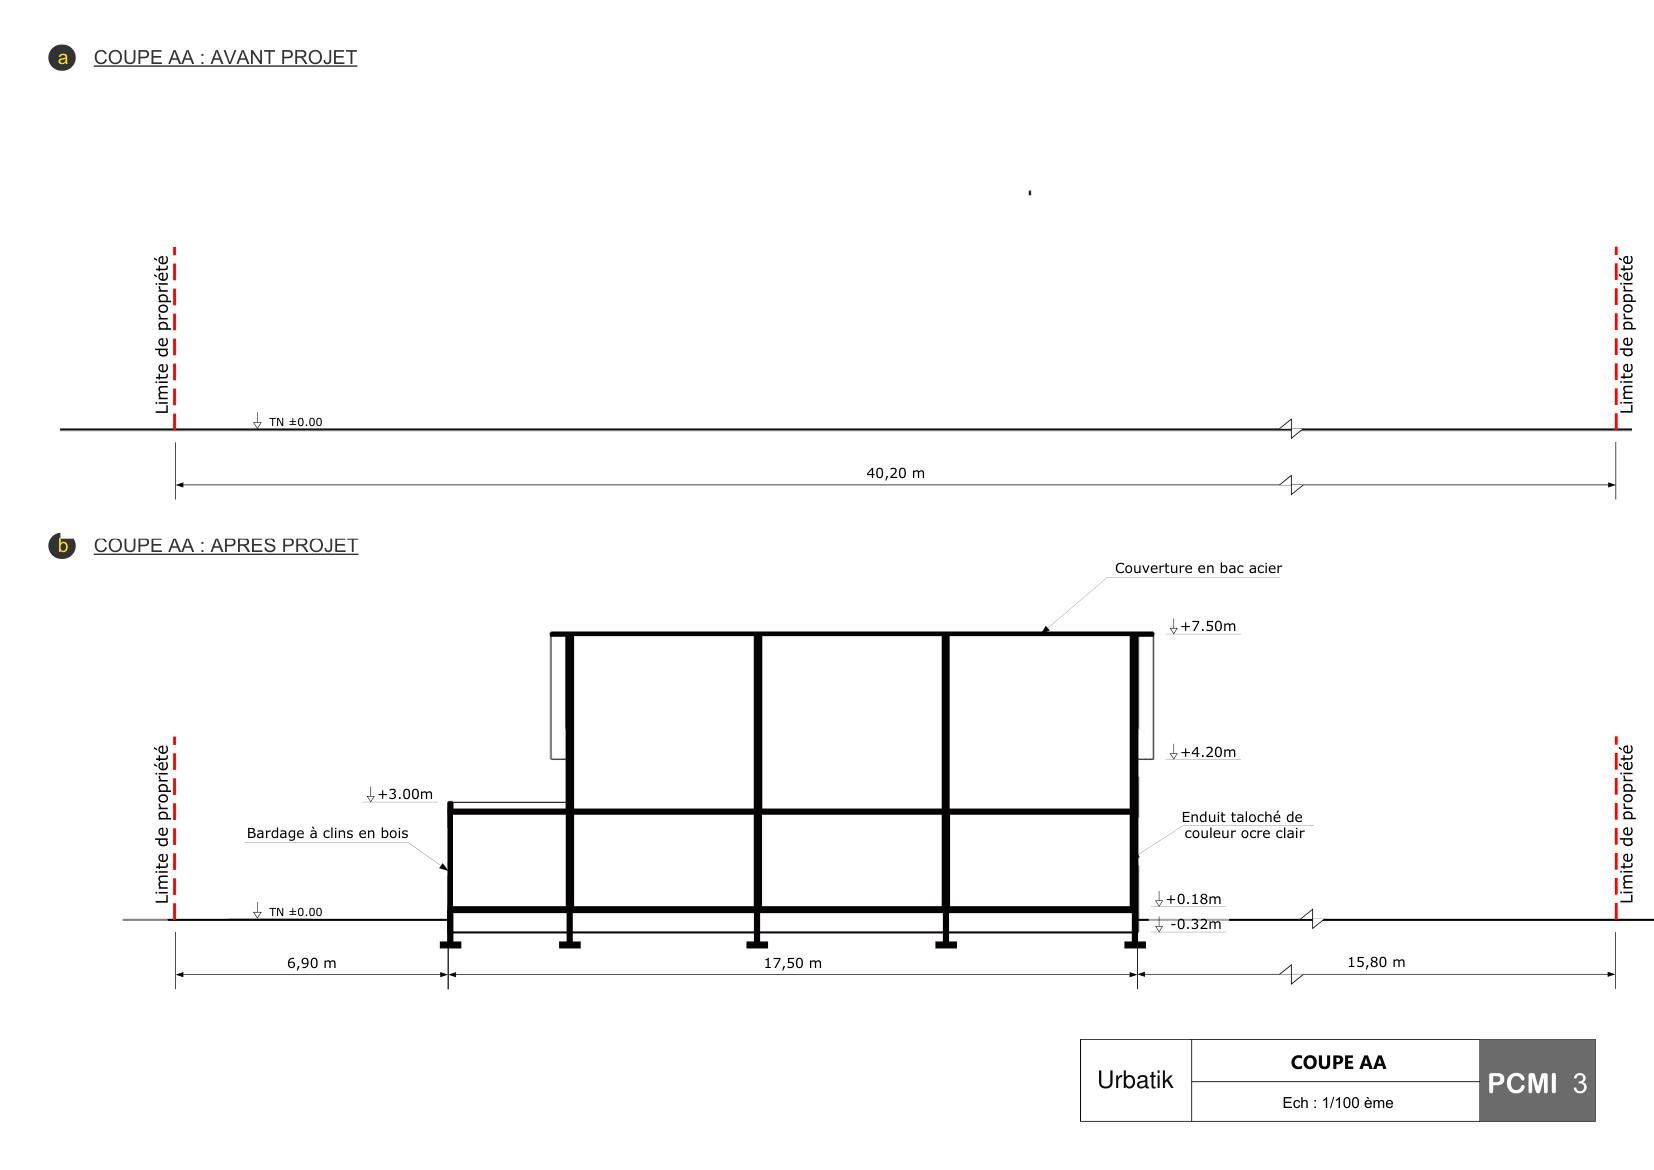 a COUPE AA : AVANT PROJET
Limite de propriété
Limite de propriété
TN ±0.00
40,20 m
b COUPE AA : APRES PROJET
Couverture en bac acier
+7.50m
+4.20m
+3.00m
Limite de propriété
Limite de propriété
Bardage à clins en bois
Enduit taloché de
couleur ocre clair
+0.18m
TN ±0.00
-0.32m
6,90 m
17,50 m
15,80 m
Urbatik
COUPE AA
Ech : 1/100 ème
PCMI 3